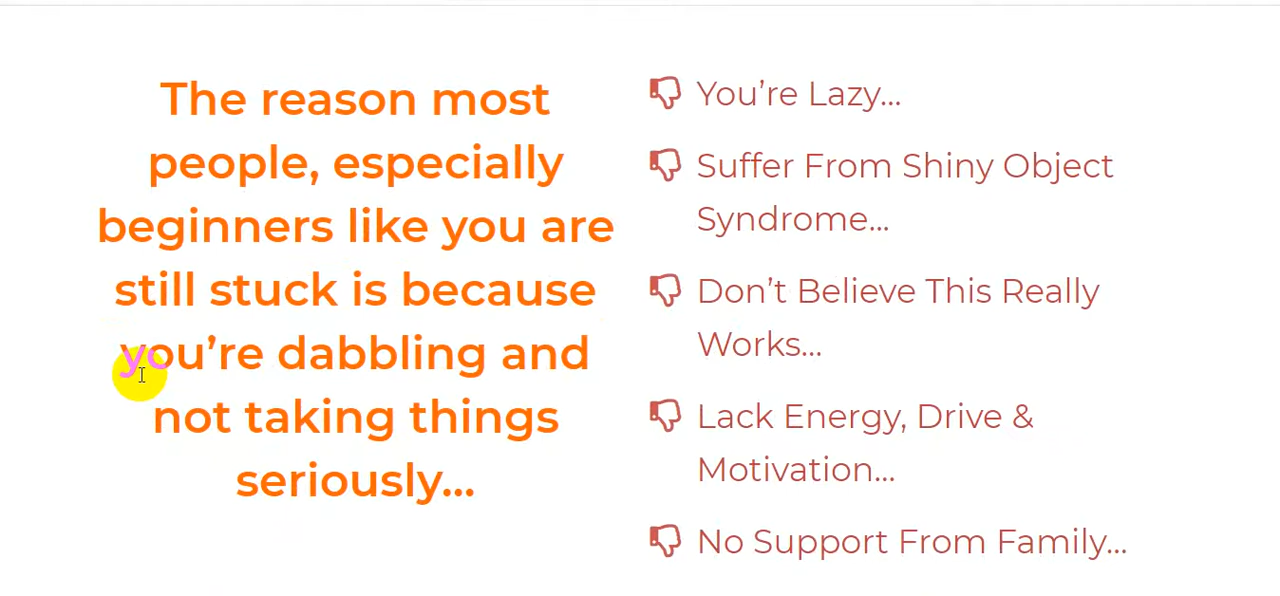 The reason most
people, especially
beginners like you are
still stuck is because
you’re dabbling and
not taking things
seriously...
You’re Lazy...
Suffer From Shiny Object
Syndrome...
Don’t Believe This Really
Works...
Lack Energy, Drive &
Motivation...
No Support From Family...